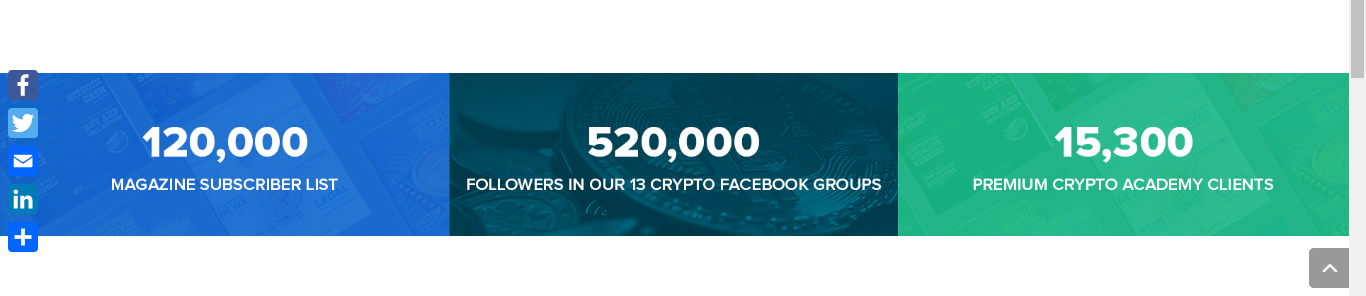 120,000
MAGAZINE SUBSCRIBER LIST
520,000
FOLLOWERS IN OUR 13 CRYPTO FACEBOOK GROUPS
15,300
PREMIUM CRYPTO ACADEMY CLIENTS